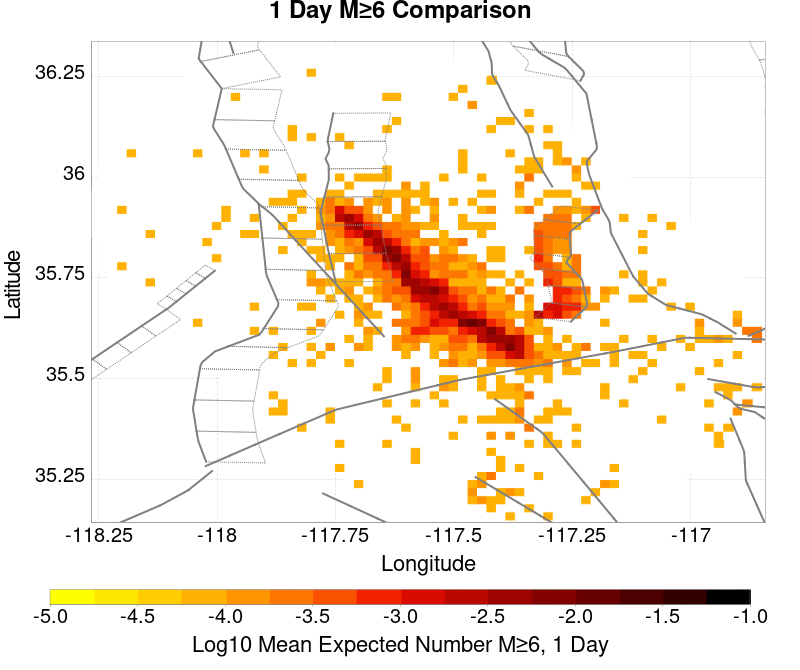 1 Day M≥6 Comparison
36.25
36
35.75
35.5
35.25
Latitude
-118.25 -118 -117.75 -117.5 -117.25 -117
Longitude
-5.0 -4.5 -4.0 -3.5 -3.0 -2.5 -2.0 -1.5 -1.0
Log10 Mean Expected Number M≥6, 1 Day